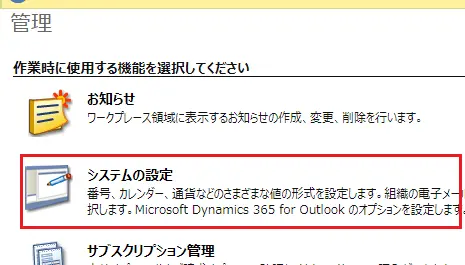 管理
作業時に使用する機能を選択してください
お知らせ
ワークプレース領域に表示するお知らせの作成、変更、削除を行います。
システムの設定
番号、カレンダー、通貨などのさまざまな値の形式を設定します。組織の電子メー
択します。Microsoft Dynamics 365 for Outlook のオプションを設定します
サブスクリプション管理